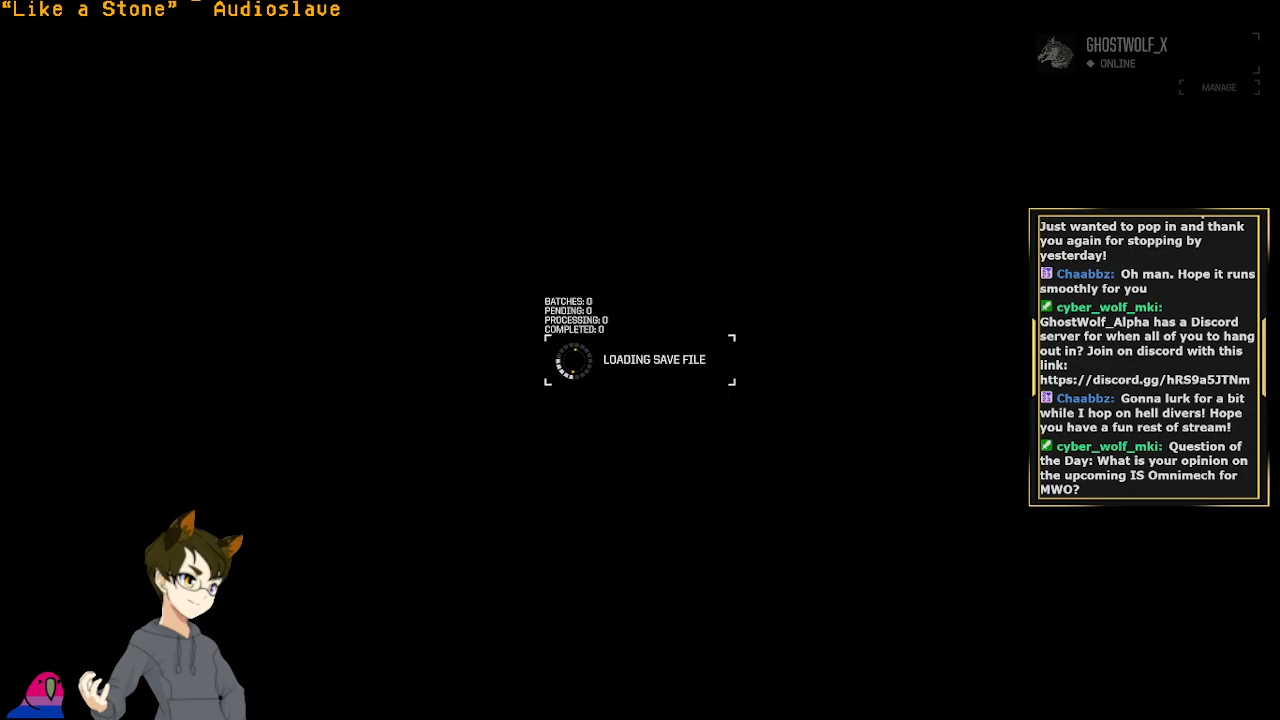 “Like a Stone” ~ Audioslave
GHOSTWOLF_X
ONLINE
MANAGE
BATCHES: 0
PENDING: 0
PROCESSING: 0
COMPLETED: 0
LOADING SAVE FILE
Just wanted to pop in and thank
you again for stopping by
yesterday!
Chaabbz: Oh man. Hope it runs
smoothly for you
cyber_wolf_mki:
GhostWolf_Alpha has a Discord
server for when all of you to hang
out in? Join on discord with this
link:
https://discord.gg/hRS9a5JTNm
Chaabbz: Gonna lurk for a bit
while I hop on hell divers! Hope
you have a fun rest of stream!
cyber_wolf_mki: Question of
the Day: What is your opinion on
the upcoming IS Omnimech for
MWO?